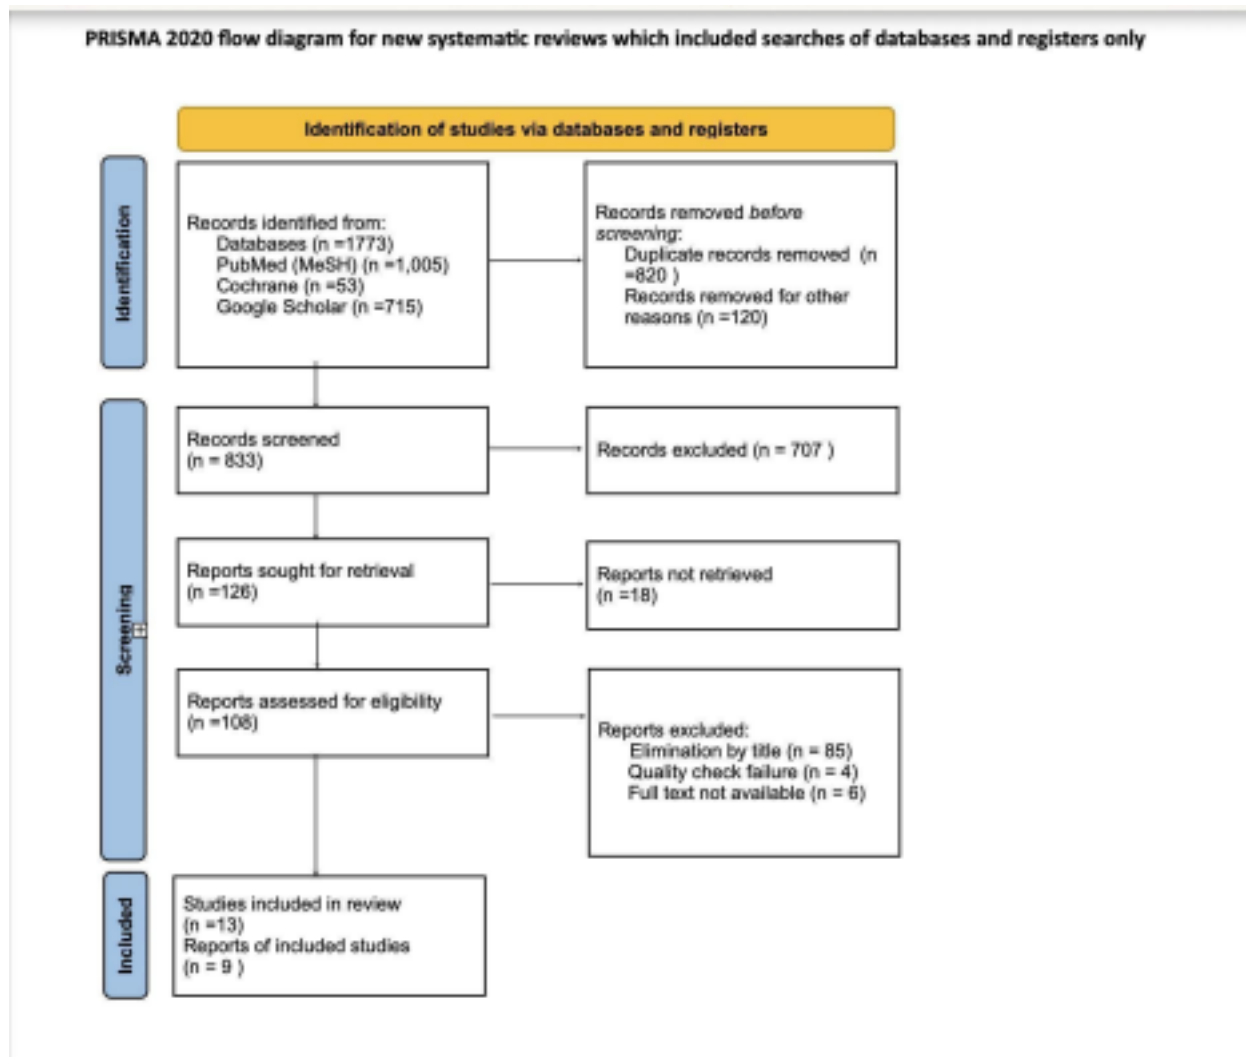 PRISMA 2020 flow diagram for new systematic reviews which included searches of databases and registers only
Identification of studies via databases and registers
Identification
Records identified from:
Databases (n =1773)
PubMed (MeSH) (n =1,005)
Cochrane (n =53)
Google Scholar (n =715)
Records removed before
screening:
Duplicate records removed (n
=820 )
Records removed for other
reasons (n =120)
Screening
Records screened
(n = 833)
Records excluded (n = 707 )
Reports sought for retrieval
(n =126)
Reports not retrieved
(n =18)
Reports assessed for eligibility
(n =108)
Reports excluded:
Elimination by title (n = 85)
Quality check failure (n = 4)
Full text not available (n = 6)
Included
Studies included in review
(n =13)
Reports of included studies
(n = 9 )